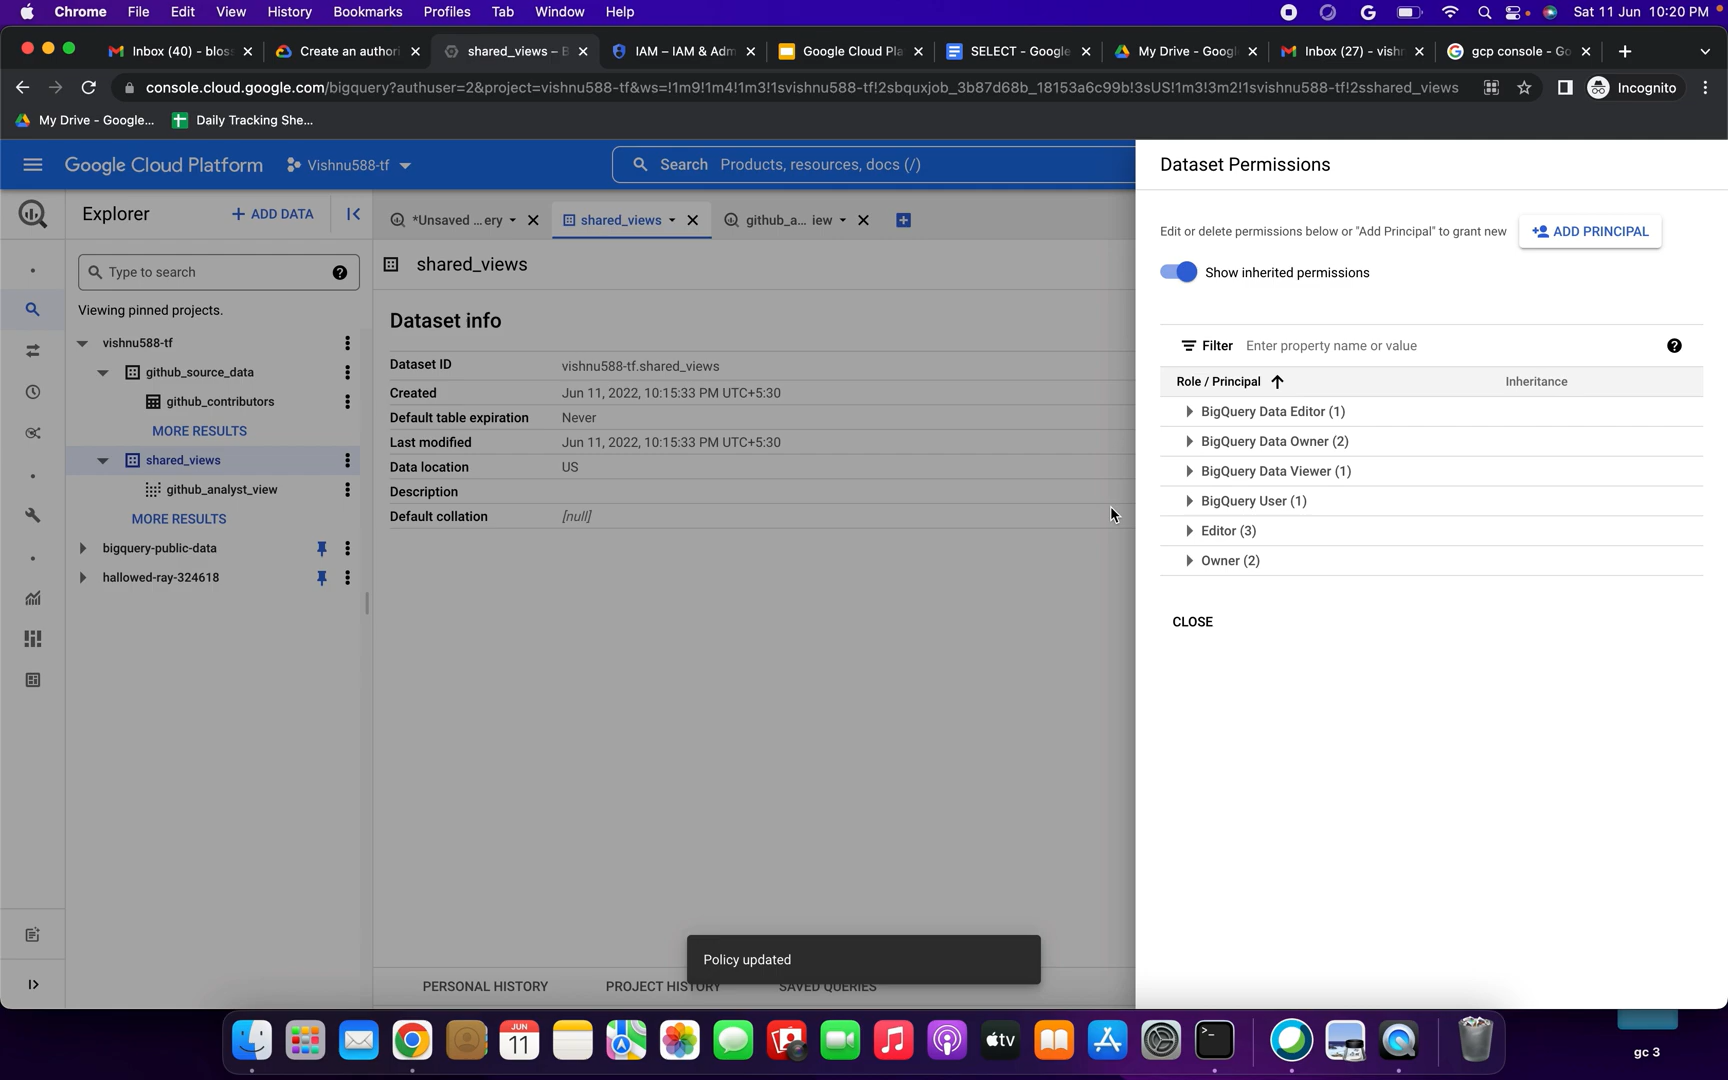 Chrome File Edit View History Bookmarks Profiles Tab Window Help Sat 11 Jun 10:20 PM
Inbox (40) - blos Create an authori shared_views – B IAM – IAM & Adm Google Cloud Pla SELECT - Google My Drive - Googl Inbox (27) - vish gcp console - Go
console.cloud.google.com/bigquery?authuser=2&project=vishnu588-tf&ws=!1m9!1m4!1m3!1svishnu588-tf!2sbquxjob_3b87d68b_18153a6c99b!3sUS!1m3!3m2!1svishnu588-tf!2sshared_views Incognito
My Drive - Google... Daily Tracking She...
Google Cloud Platform Vishnu588-tf Search Products, resources, docs (/)
Dataset Permissions
Explorer + ADD DATA
*Unsaved ...ery shared_views github_a... iew
Edit or delete permissions below or "Add Principal" to grant new ADD PRINCIPAL
Type to search
shared_views
Show inherited permissions
Viewing pinned projects.
Dataset info
vishnu588-tf
github_source_data
github_contributors
MORE RESULTS
shared_views
github_analyst_view
MORE RESULTS
bigquery-public-data
hallowed-ray-324618
Dataset ID vishnu588-tf.shared_views
Created Jun 11, 2022, 10:15:33 PM UTC+5:30
Default table expiration Never
Last modified Jun 11, 2022, 10:15:33 PM UTC+5:30
Data location US
Description
Default collation [null]
Filter Enter property name or value
Role / Principal Inheritance
BigQuery Data Editor (1)
BigQuery Data Owner (2)
BigQuery Data Viewer (1)
BigQuery User (1)
Editor (3)
Owner (2)
CLOSE
Policy updated
PERSONAL HISTORY PROJECT HISTORY SAVED QUERIES
JUN
11
tv
gc 3